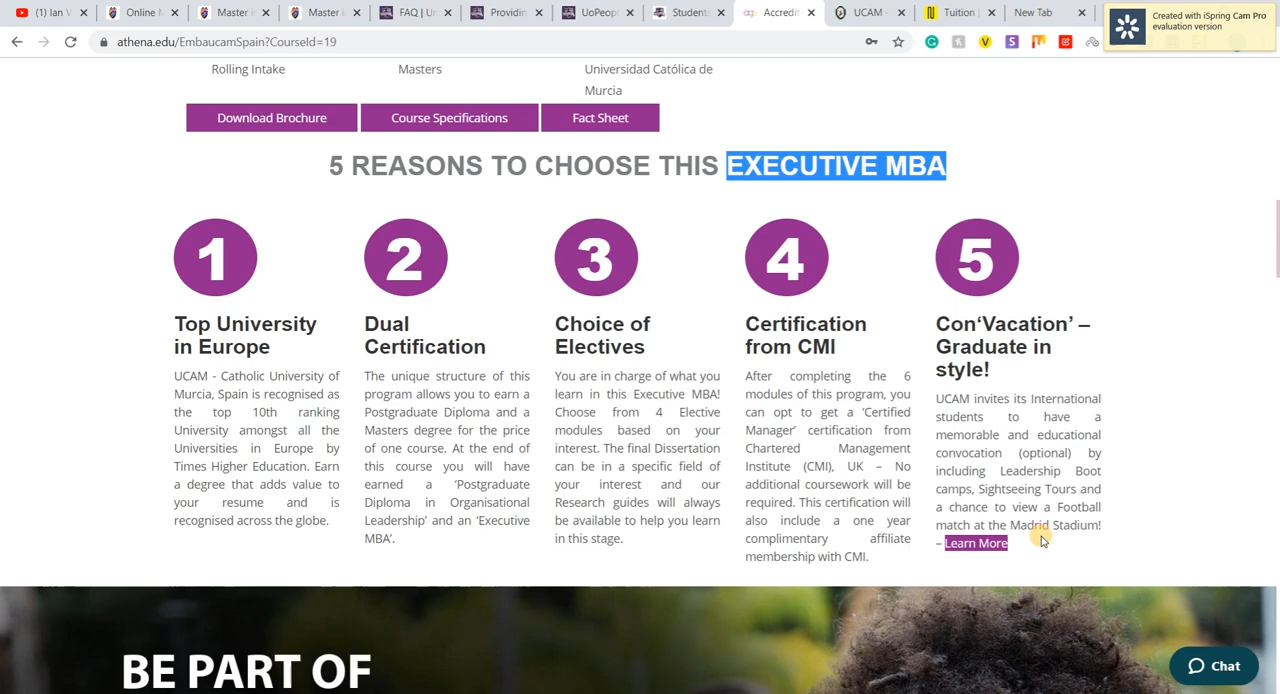 (1) Ian V
Online M
Master i
Master i
FAQ | U
Providin
UoPeopl
Students
Accredit
UCAM -
Tuition
New Tab
Created with iSpring Cam Pro
evaluation version
athena.edu/EmbaucamSpain?CourseId=19
Rolling Intake
Masters
Universidad Católica de
Murcia
Download Brochure
Course Specifications
Fact Sheet
5 REASONS TO CHOOSE THIS EXECUTIVE MBA
1
Top University
in Europe
UCAM - Catholic University of
Murcia, Spain is recognised as
the top 10th ranking
University amongst all the
Universities in Europe by
Times Higher Education. Earn
a degree that adds value to
your resume and is
recognised across the globe.
2
Dual
Certification
The unique structure of this
program allows you to earn a
Postgraduate Diploma and a
Masters degree for the price
of one course. At the end of
this course you will have
earned a ‘Postgraduate
Diploma in Organisational
Leadership’ and an ‘Executive
MBA’.
3
Choice of
Electives
You are in charge of what you
learn in this Executive MBA!
Choose from 4 Elective
modules based on your
interest. The final Dissertation
can be in a specific field of
your interest and our
Research guides will always
be available to help you learn
in this stage.
4
Certification
from CMI
After completing the 6
modules of this program, you
can opt to get a ‘Certified
Manager’ certification from
Chartered Management
Institute (CMI), UK – No
additional coursework will be
required. This certification will
also include a one year
complimentary affiliate
membership with CMI.
5
Con‘Vacation’ –
Graduate in
style!
UCAM invites its International
students to have a
memorable and educational
convocation (optional) by
including Leadership Boot
camps, Sightseeing Tours and
a chance to view a Football
match at the Madrid Stadium!
– Learn More
BE PART OF
Chat